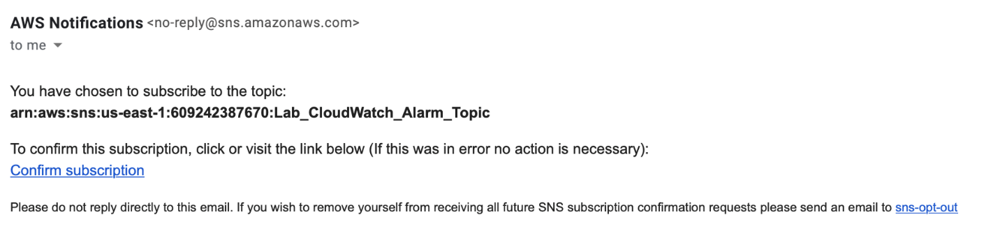 AWS Notifications <no-reply@sns.amazonaws.com>
to me
You have chosen to subscribe to the topic:
arn:aws:sns:us-east-1:609242387670:Lab_CloudWatch_Alarm_Topic
To confirm this subscription, click or visit the link below (If this was in error no action is necessary):
Confirm subscription
Please do not reply directly to this email. If you wish to remove yourself from receiving all future SNS subscription confirmation requests please send an email to sns-opt-out